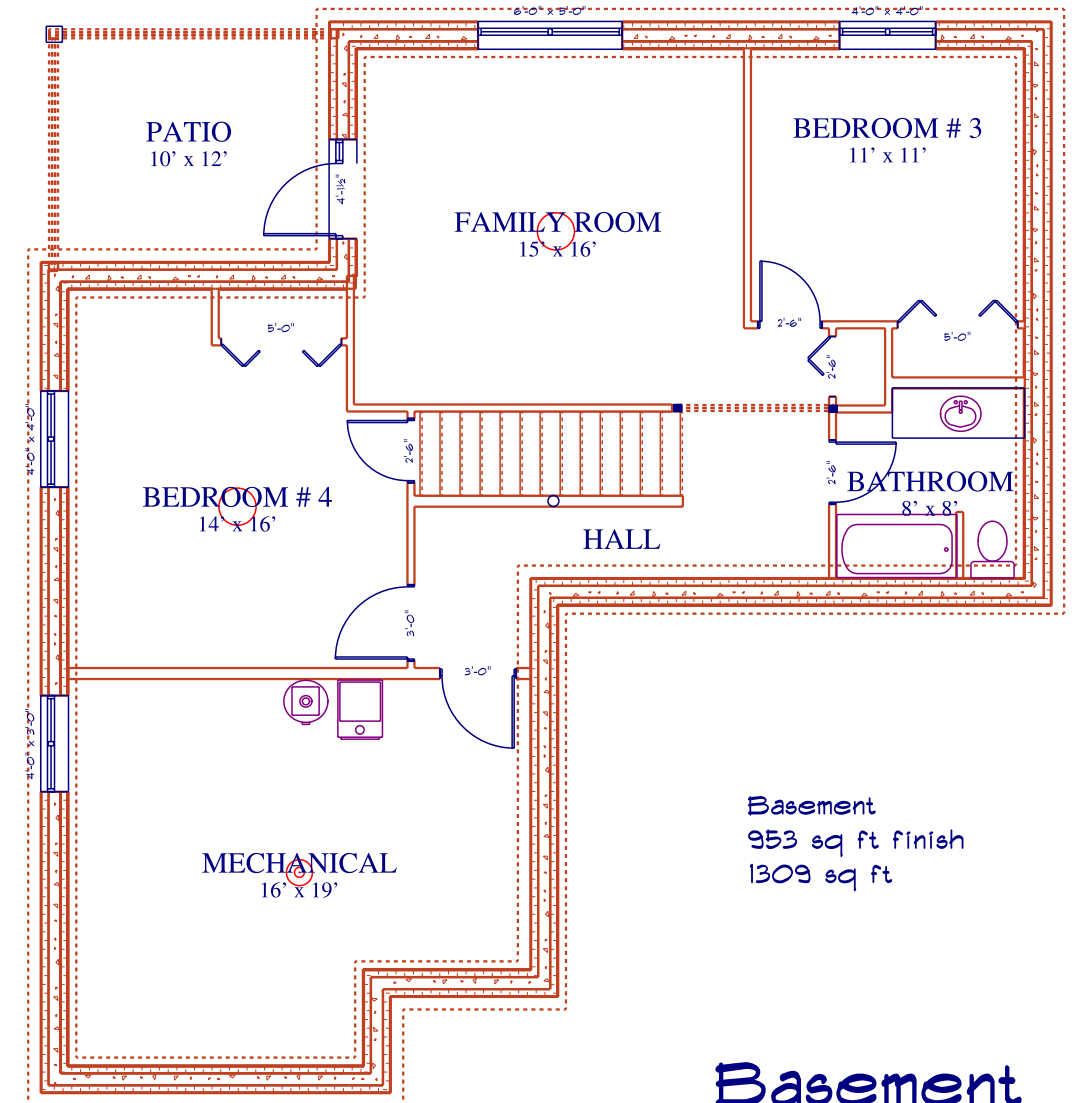 6'-0" x 5'-0"
4'-0" x 4'-0"
PATIO
10' x 12'
BEDROOM # 3
11' x 11'
4'-1½"
FAMILY ROOM
15' x 16'
2'-6"
5'-0"
5'-0"
2'-6"
4'-0" x 4'-0"
2'-6"
2'-6"
BEDROOM # 4
14' x 16'
BATHROOM
8' x 8'
HALL
3'-0"
3'-0"
4'-0" x 3'-0"
Basement
953 sq ft finish
1309 sq ft
MECHANICAL
16' x 19'
Basement